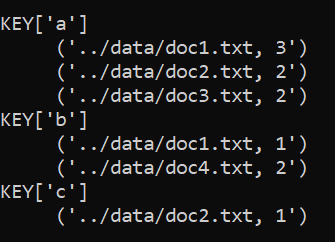 KEY['a']
('../data/doc1.txt, 3')
('../data/doc2.txt, 2')
('../data/doc3.txt, 2')
KEY['b']
('../data/doc1.txt, 1')
('../data/doc4.txt, 2')
KEY['c']
('../data/doc2.txt, 1')